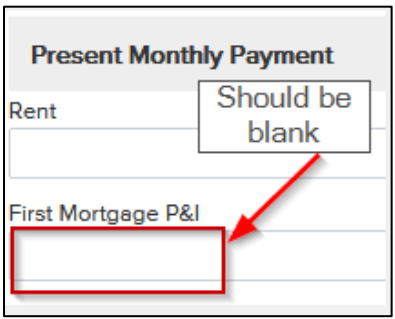 Present Monthly Payment
Should be
blank
Rent
First Mortgage P&I